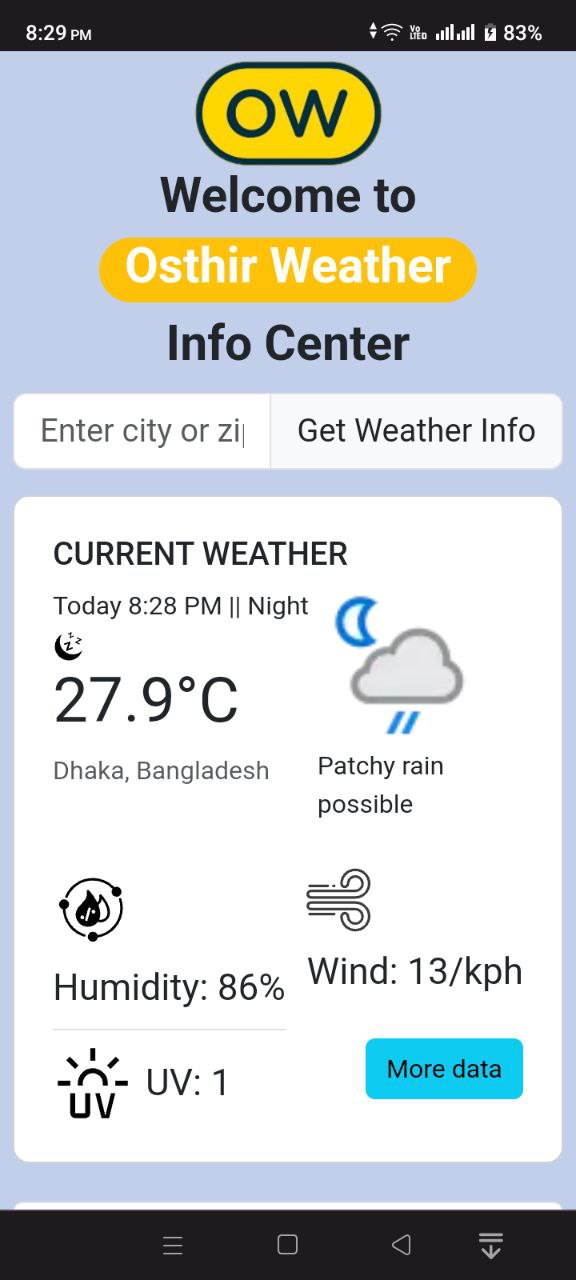 8:29 PM
Vo
LTED
83%
OW
Welcome to
Osthir Weather
Info Center
Enter city or zi
Get Weather Info
CURRENT WEATHER
Today 8:28 PM || Night
27.9°C
Dhaka, Bangladesh
Patchy rain
possible
Humidity: 86%
Wind: 13/kph
UV
UV: 1
More data